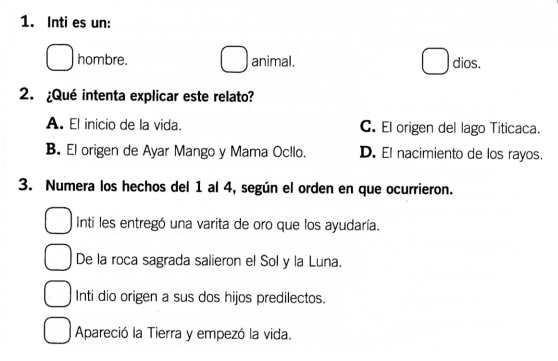 1. Inti es un:
hombre. animal. dios.
2. ¿Qué intenta explicar este relato?
A. El inicio de la vida. C. El origen del lago Titicaca.
B. El origen de Ayar Mango y Mama Ocllo. D. El nacimiento de los rayos.
3. Numera los hechos del 1 al 4, según el orden en que ocurrieron.
Inti les entregó una varita de oro que los ayudaría.
De la roca sagrada salieron el Sol y la Luna.
Inti dio origen a sus dos hijos predilectos.
Apareció la Tierra y empezó la vida.